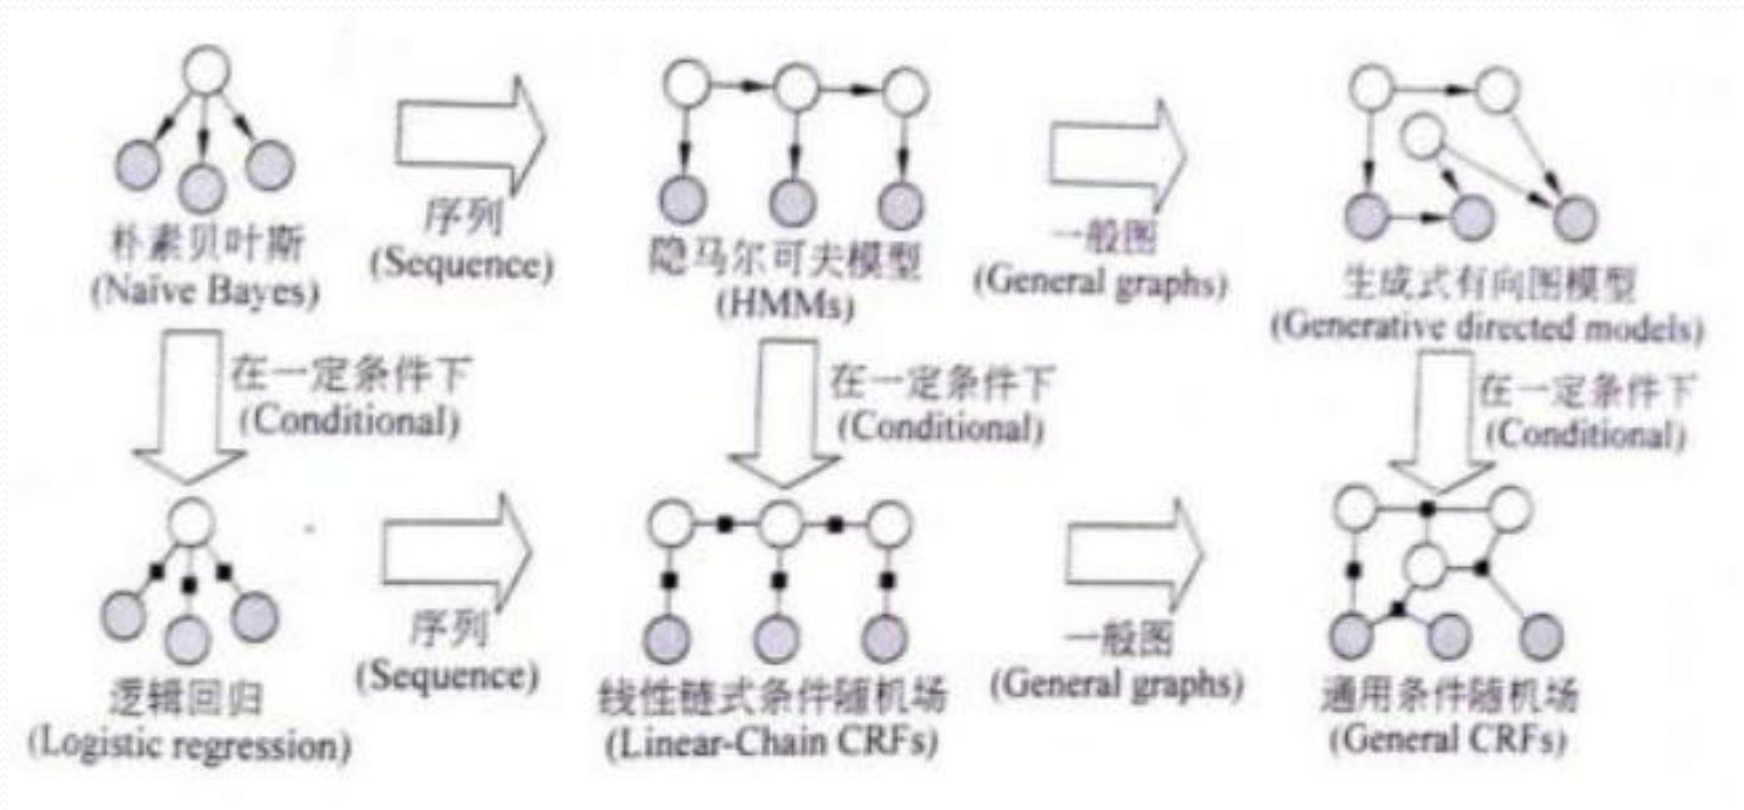 朴素贝叶斯
(Naïve Bayes)
序列
(Sequence)
隐马尔可夫模型
(HMMs)
一般图
(General graphs)
生成式有向图模型
(Generative directed models)
在一定条件下
(Conditional)
在一定条件下
(Conditional)
在一定条件下
(Conditional)
逻辑回归
(Logistic regression)
序列
(Sequence)
线性链式条件随机场
(Linear-Chain CRFs)
一般图
(General graphs)
通用条件随机场
(General CRFs)